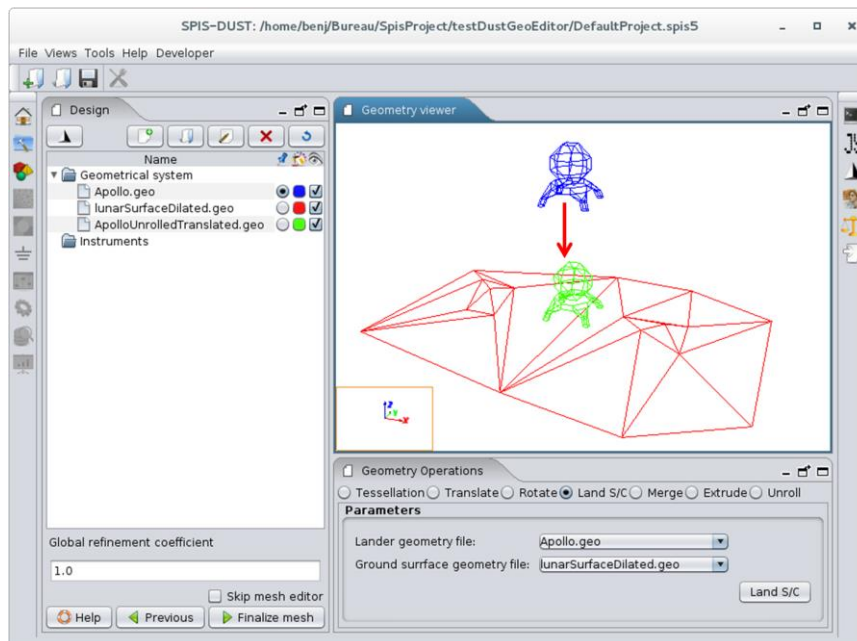 SPIS-DUST: /home/benj/Bureau/SpisProject/testDustGeoEditor/DefaultProject.spis5
File Views Tools Help Developer
Design
Geometry viewer
Name
Geometrical system
Apollo.geo
lunarSurfaceDilated.geo
ApolloUnrolledTranslated.geo
Instruments
Z
Y
X
Geometry Operations
Tessellation Translate Rotate Land S/C Merge Extrude Unroll
Parameters
Lander geometry file: Apollo.geo
Ground surrface geometry file: lunarSurfaceDilated.geo
Land S/C
Global refinement coefficient
1.0
Skip mesh editor
Help Previous Finalize mesh